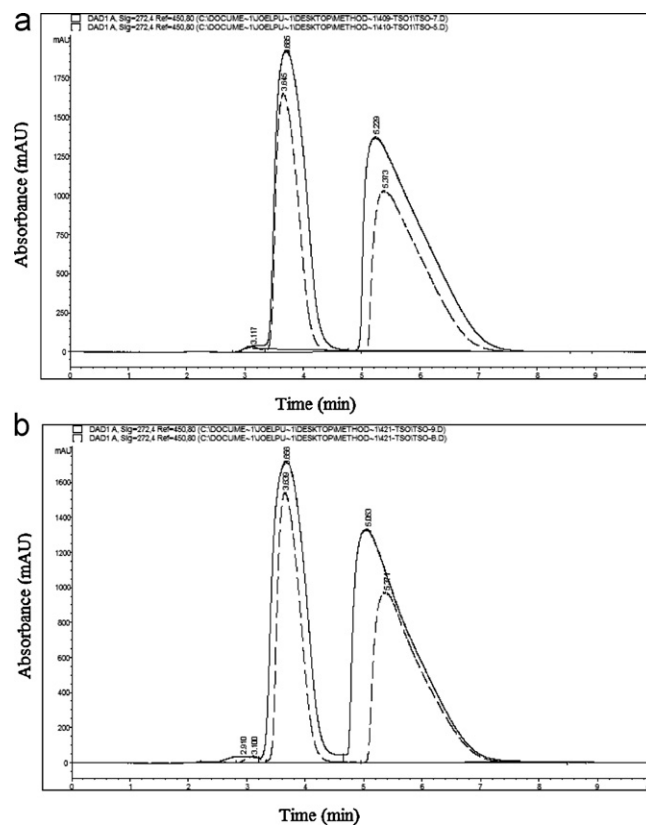 a
DAD1 A, Sig=272,4 Ref=450,80 (C:\DOCUME~1\JOELPU~1\DESKTOP\METHOD~1\409-TSO1\TSO-7.D)
DAD1 A, Sig=272,4 Ref=450,80 (C:\DOCUME~1\JOELPU~1\DESKTOP\METHOD~1\410-TSO1\TSO-5.D)
mAU
1750
1500
1250
1000
750
500
250
0
Absorbance (mAU)
3.117
3.645
5.229
5.373
0 1 2 3 4 5 6 7 8 9
Time (min)
b
DAD1 A, Sig=272,4 Ref=450,80 (C:\DOCUME~1\JOELPU~1\DESKTOP\METHOD~1\421-TSO\TSO-9.D)
DAD1 A, Sig=272,4 Ref=450,80 (C:\DOCUME~1\JOELPU~1\DESKTOP\METHOD~1\421-TSO\TSO-8.D)
mAU
1600
1400
1200
1000
800
600
400
200
0
Absorbance (mAU)
2.910
3.100
3.639
5.053
0 1 2 3 4 5 6 7 8 9
Time (min)